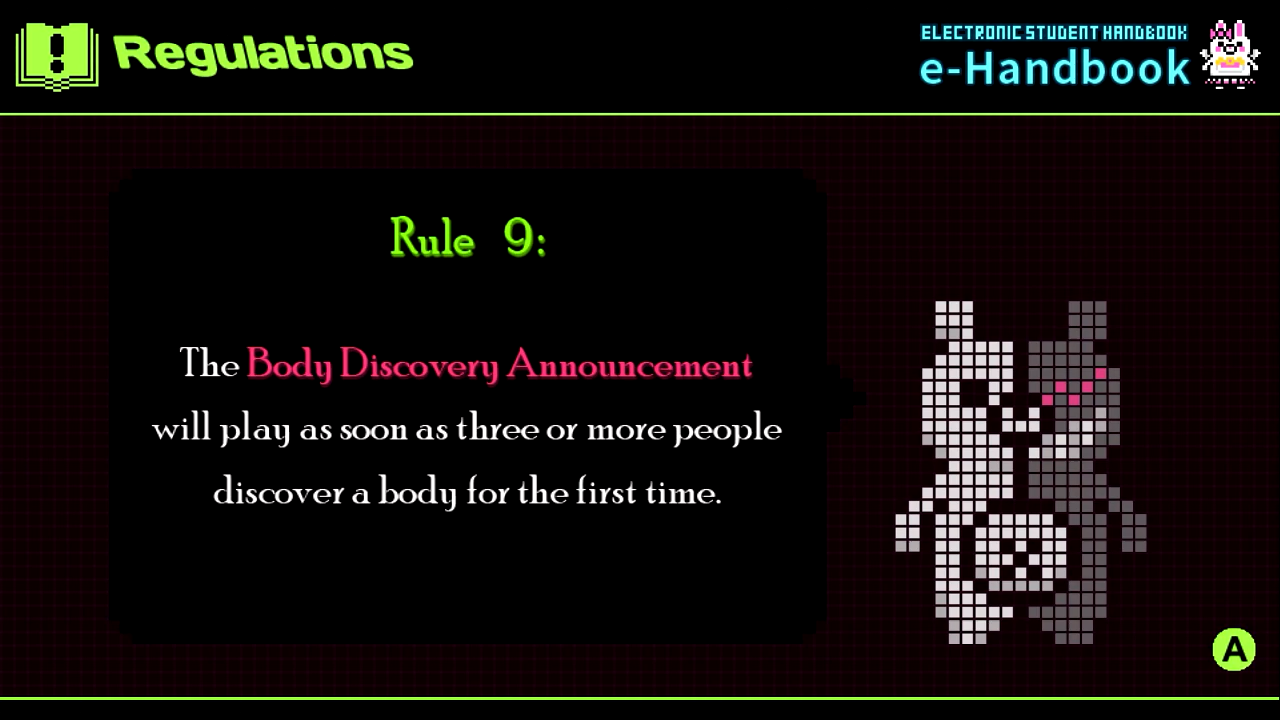 Regulations
ELECTRONIC STUDENT HANDBOOK
e-Handbook
Rule 9:
The Body Discovery Announcement
will play as soon as three or more people
discover a body for the first time.
A